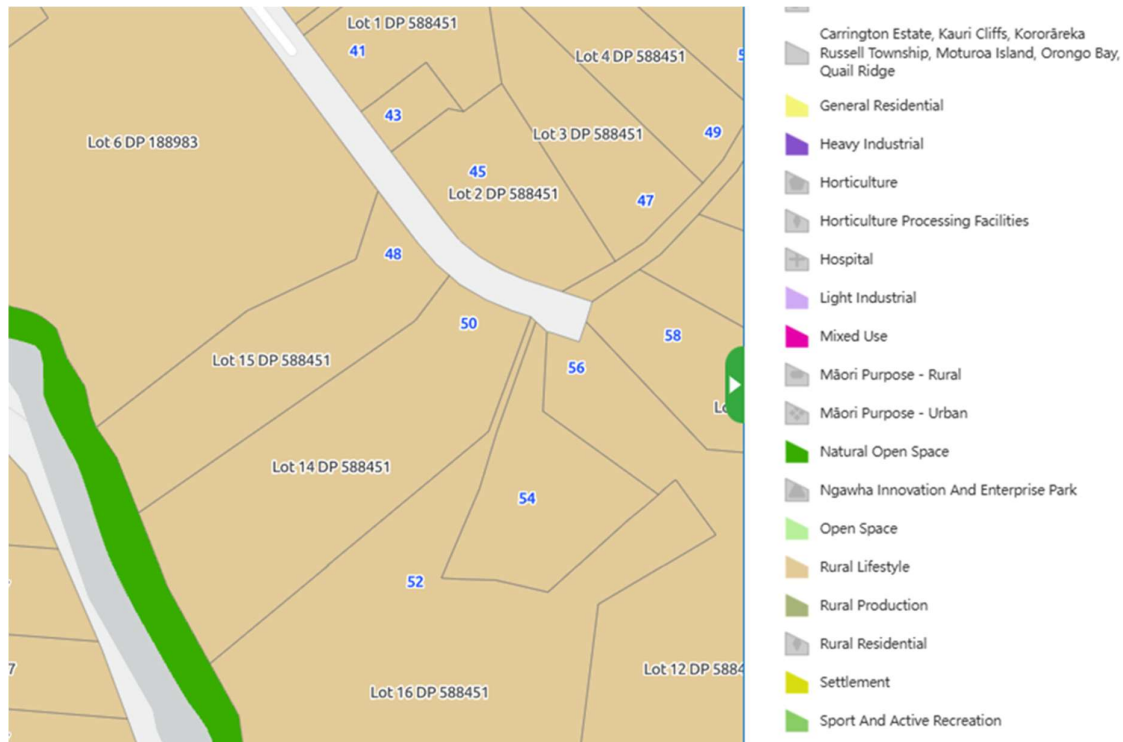 Lot 1 DP 588451
41
Lot 4 DP 588451
43
Lot 6 DP 188983
Lot 3 DP 588451
49
45
Lot 2 DP 588451
47
48
50
58
Lot 15 DP 588451
56
Lot 14 DP 588451
54
52
Lot 16 DP 588451
Lot 12 DP 5884
7
Carrington Estate, Kauri Cliffs, Kororāreka
Russell Township, Moturoa Island, Orongo Bay,
Quail Ridge
General Residential
Heavy Industrial
Horticulture
Horticulture Processing Facilities
Hospital
Light Industrial
Mixed Use
Māori Purpose - Rural
Māori Purpose - Urban
Natural Open Space
Ngawha Innovation And Enterprise Park
Open Space
Rural Lifestyle
Rural Production
Rural Residential
Settlement
Sport And Active Recreation